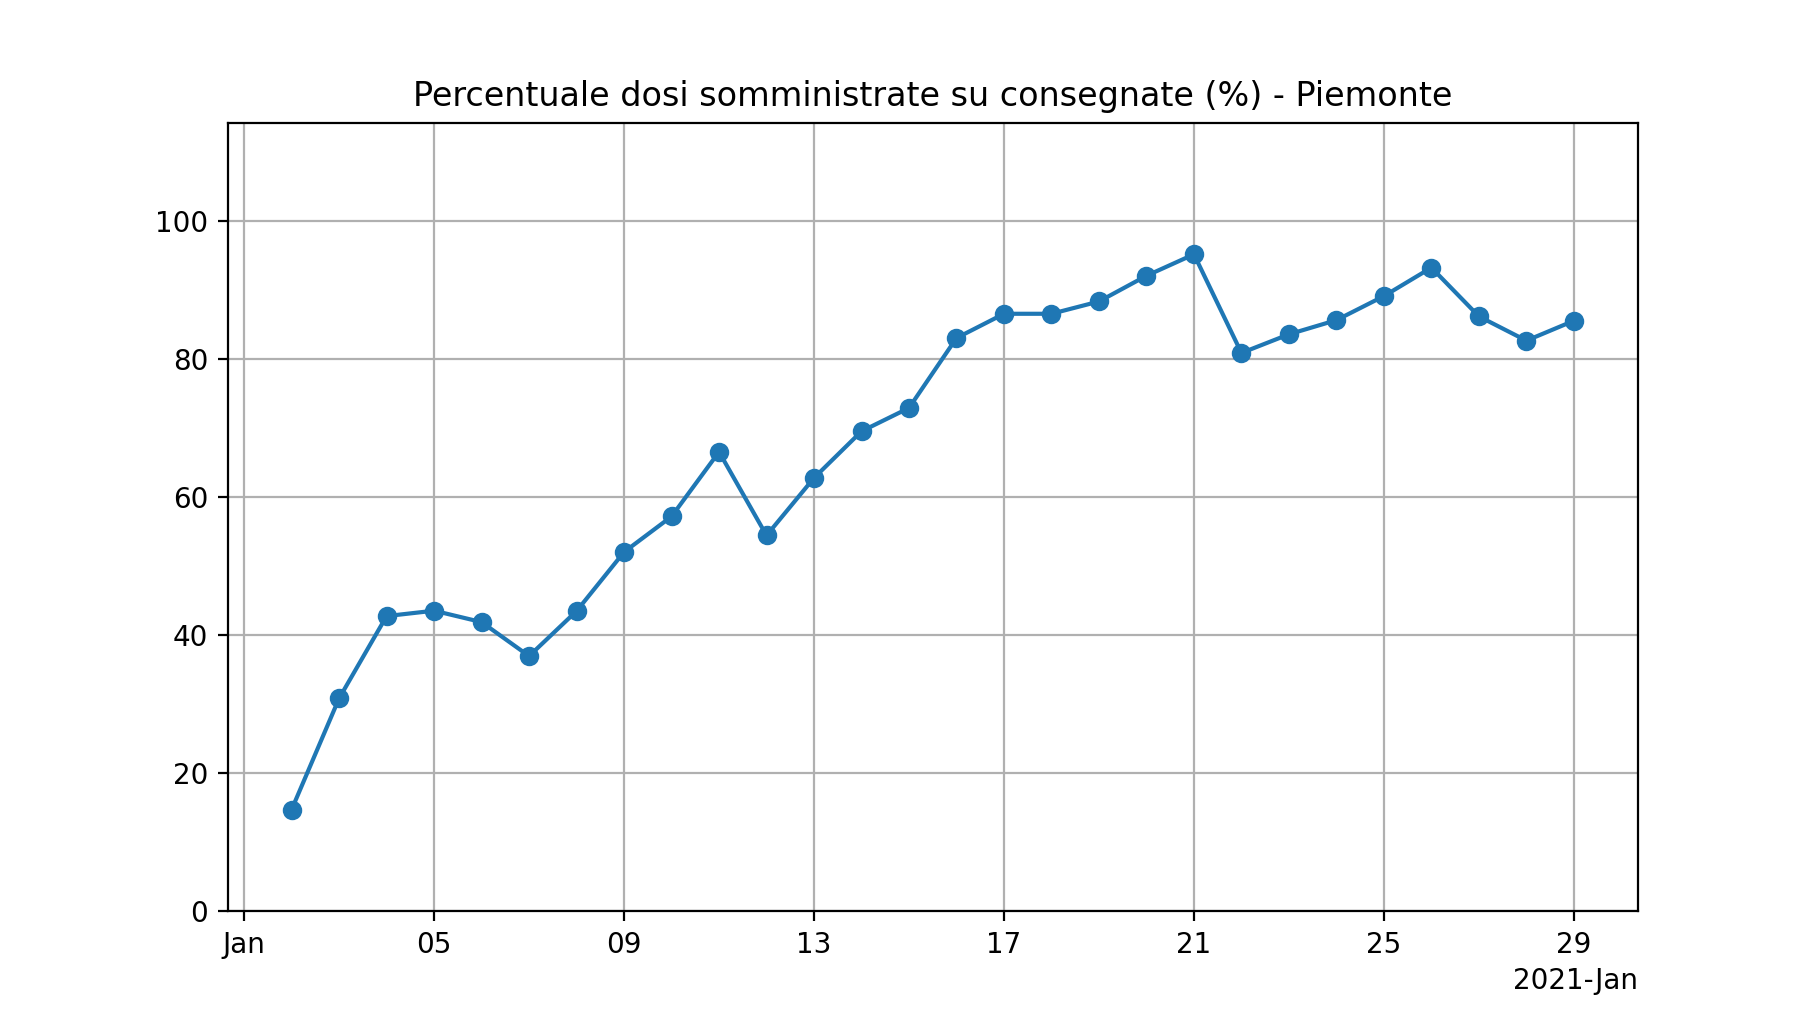 Percentuale dosi somministrate su consegnate (%) - Piemonte
100
80
60
40
20
0
Jan 05 09 13 17 21 25 29
2021-Jan